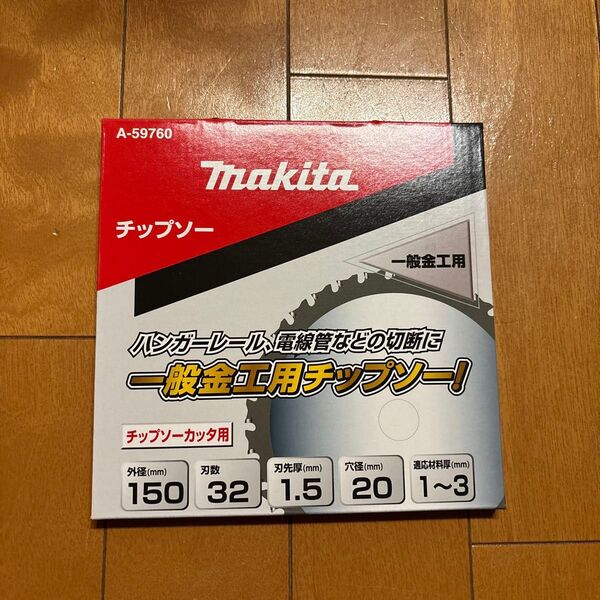 A-59760
makita
チップソー
一般金工用
ハンガーレール、電線管などの切断に
一般金工用チップソー!
チップソーカッタ用
外径(mm) 刃数 刃先厚(mm) 穴径(mm) 適応材料厚(mm)
150 32 1.5 20 1~3